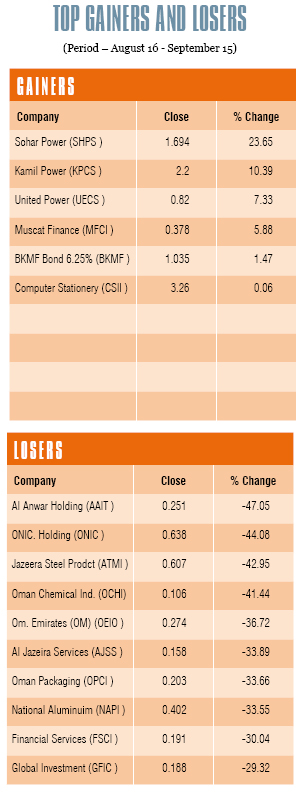 TOP GAINERS AND LOSERS
(Period – August 16 - September 15)
GAINERS
Company Close % Change
Sohar Power (SHPS ) 1.694 23.65
Kamil Power (KPCS ) 2.2 10.39
United Power (UECS ) 0.82 7.33
Muscat Finance (MFCI ) 0.378 5.88
BKMF Bond 6.25% (BKMF ) 1.035 1.47
Computer Stationery (CSII ) 3.26 0.06
LOSERS
Company Close % Change
Al Anwar Holding (AAIT ) 0.251 -47.05
ONIC. Holding (ONIC ) 0.638 -44.08
Jazeera Steel Prodct (ATMI ) 0.607 -42.95
Oman Chemical Ind. (OCHI) 0.106 -41.44
Om. Emirates (OM) (OEIO ) 0.274 -36.72
Al Jazeira Services (AJSS ) 0.158 -33.89
Oman Packaging (OPCI ) 0.203 -33.66
National Aluminuim (NAPI ) 0.402 -33.55
Financial Services (FSCI ) 0.191 -30.04
Global Investment (GFIC ) 0.188 -29.32